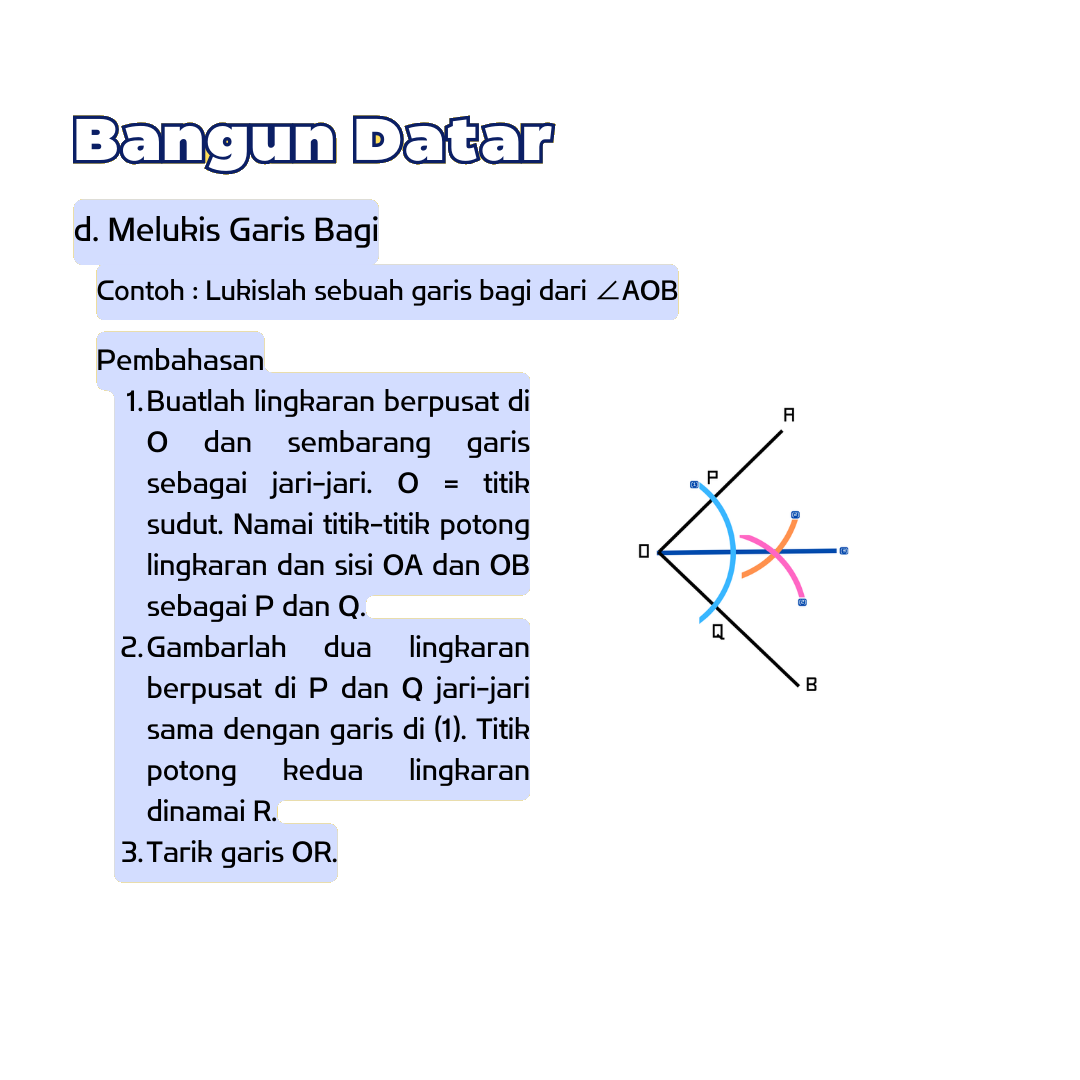 Bangun Datar
d. Melukis Garis Bagi
Contoh : Lukislah sebuah garis bagi dari ∠AOB
Pembahasan
1. Buatlah lingkaran berpusat di
O dan sembarang garis
sebagai jari-jari. O = titik
sudut. Namai titik-titik potong
lingkaran dan sisi OA dan OB
sebagai P dan Q.
2. Gambarlah dua lingkaran
berpusat di P dan Q jari-jari
sama dengan garis di (1). Titik
potong kedua lingkaran
dinamai R.
3. Tarik garis OR.
A
P
O
Q
B